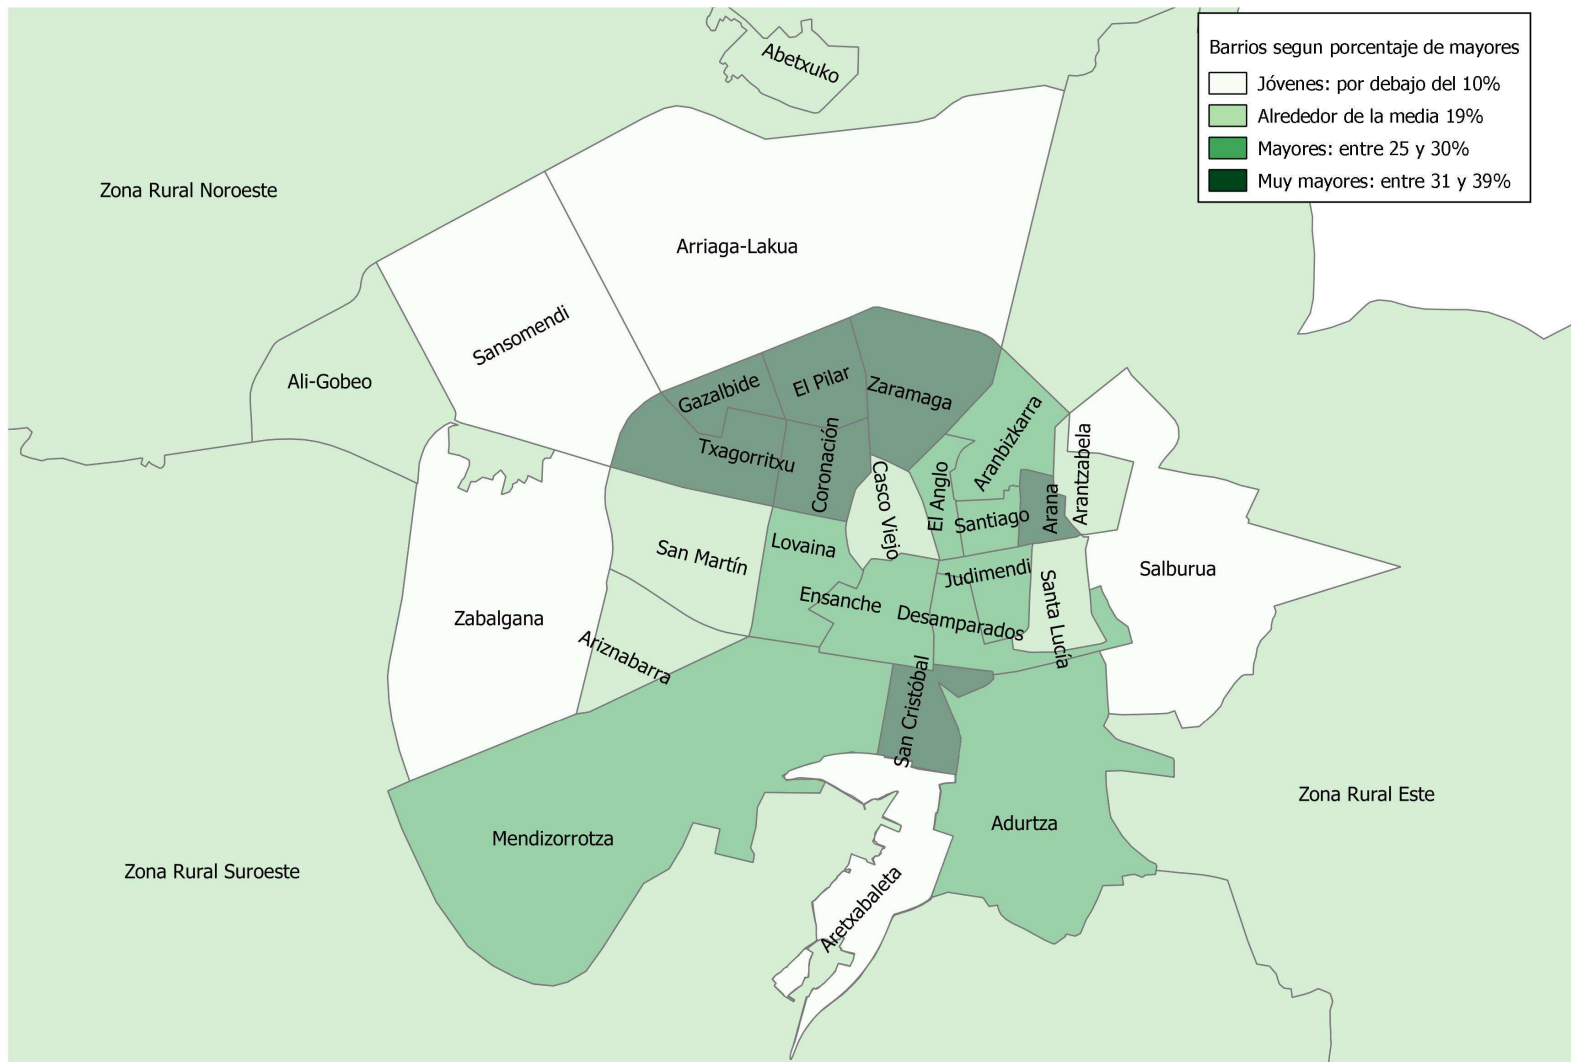 Abetxuko
Barrios segun porcentaje de mayores
Jóvenes: por debajo del 10%
Alrededor de la media 19%
Mayores: entre 25 y 30%
Muy mayores: entre 31 y 39%
Zona Rural Noroeste
Arriaga-Lakua
Sansomendi
Ali-Gobeo
Gazalbide
El Pilar
Zaramaga
Aranbizkarra
Txagorritxu
Coronación
Casco Viejo
El Anglo
Santiago
Arana
Arantzabela
San Martín
Lovaina
Judimendi
Salburua
Zabalgana
Ensanche
Desamparados
Santa Lucía
Ariznabarra
San Cristóbal
Zona Rural Este
Mendizorrotza
Adurtza
Zona Rural Suroeste
Aretxabaleta